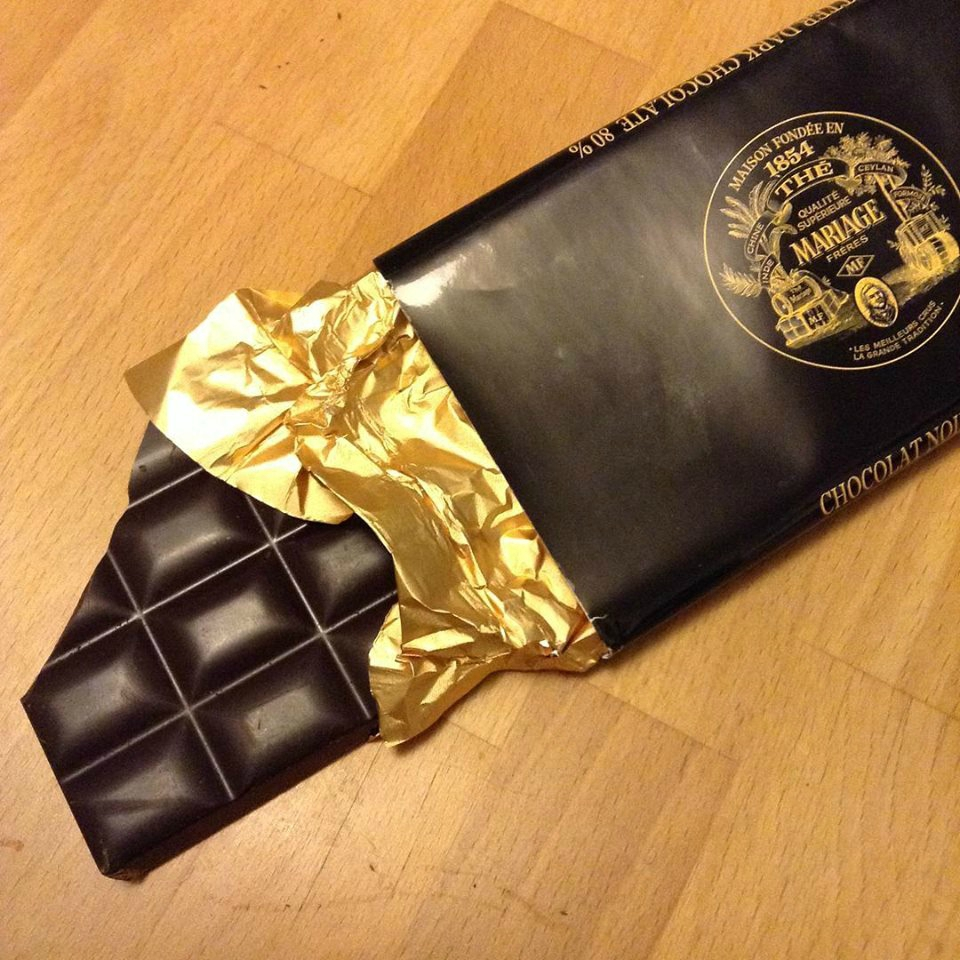 DARK CHOCOLATE 80 %
MAISON FONDÉE EN
1854
THÉ
CEYLAN
CHINE
INDE
QUALITÉ
SUPÉRIEURE
MARIAGE
FRÈRES
MF
MF
"LES MEILLEURS CRUS
LA GRANDE TRADITION"
CHOCOLAT